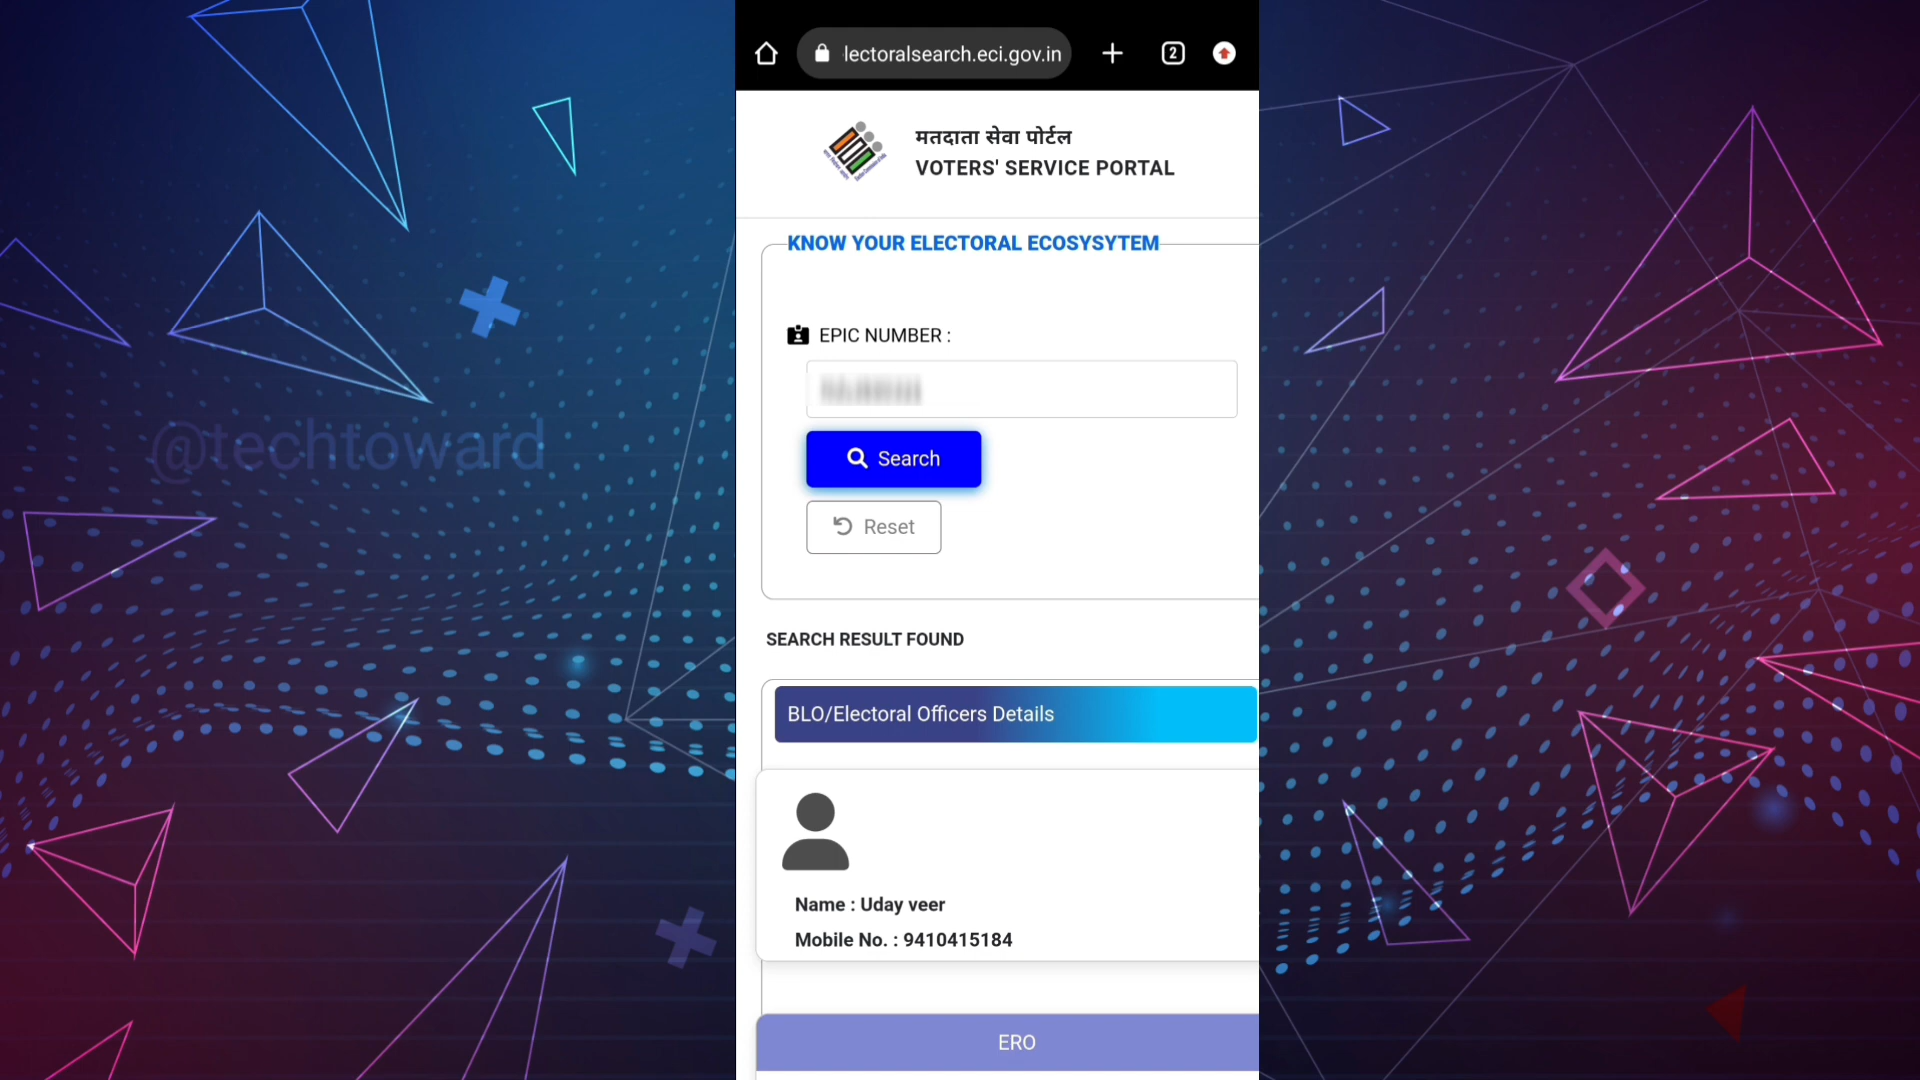 lectoralsearch.eci.gov.in
2
मतदाता सेवा पोर्टल
VOTERS' SERVICE PORTAL
KNOW YOUR ELECTORAL ECOSYSYTEM
EPIC NUMBER :
Search
Reset
@techtoward
SEARCH RESULT FOUND
BLO/Electoral Officers Details
Name : Uday veer
Mobile No. : 9410415184
ERO